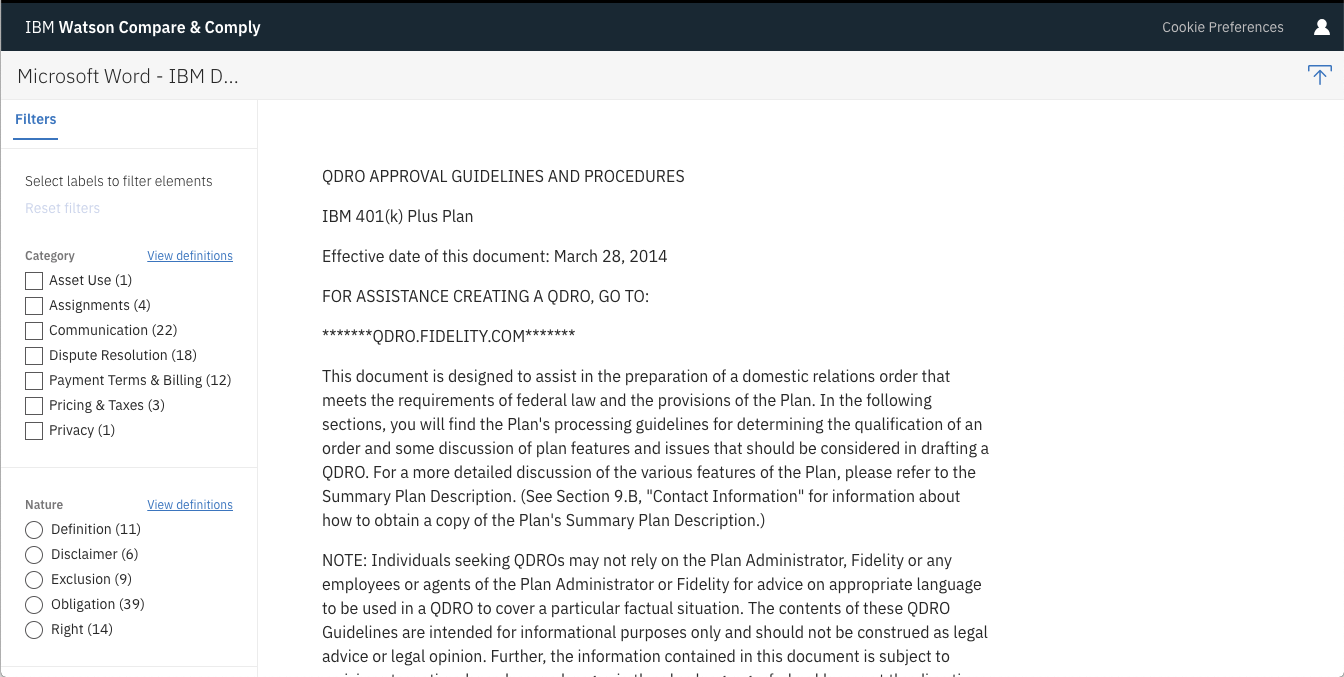 IBM Watson Compare & Comply
Cookie Preferences
Microsoft Word - IBM D...
Filters
Select labels to filter elements
Reset filters
Category
View definitions
Asset Use (1)
Assignments (4)
Communication (22)
Dispute Resolution (18)
Payment Terms & Billing (12)
Pricing & Taxes (3)
Privacy (1)
Nature
View definitions
Definition (11)
Disclaimer (6)
Exclusion (9)
Obligation (39)
Right (14)
QDRO APPROVAL GUIDELINES AND PROCEDURES
IBM 401(k) Plus Plan
Effective date of this document: March 28, 2014
FOR ASSISTANCE CREATING A QDRO, GO TO:
*******QDRO.FIDELITY.COM*******
This document is designed to assist in the preparation of a domestic relations order that
meets the requirements of federal law and the provisions of the Plan. In the following
sections, you will find the Plan's processing guidelines for determining the qualification of an
order and some discussion of plan features and issues that should be considered in drafting a
QDRO. For a more detailed discussion of the various features of the Plan, please refer to the
Summary Plan Description. (See Section 9.B, "Contact Information" for information about
how to obtain a copy of the Plan's Summary Plan Description.)
NOTE: Individuals seeking QDROs may not rely on the Plan Administrator, Fidelity or any
employees or agents of the Plan Administrator or Fidelity for advice on appropriate language
to be used in a QDRO to cover a particular factual situation. The contents of these QDRO
Guidelines are intended for informational purposes only and should not be construed as legal
advice or legal opinion. Further, the information contained in this document is subject to